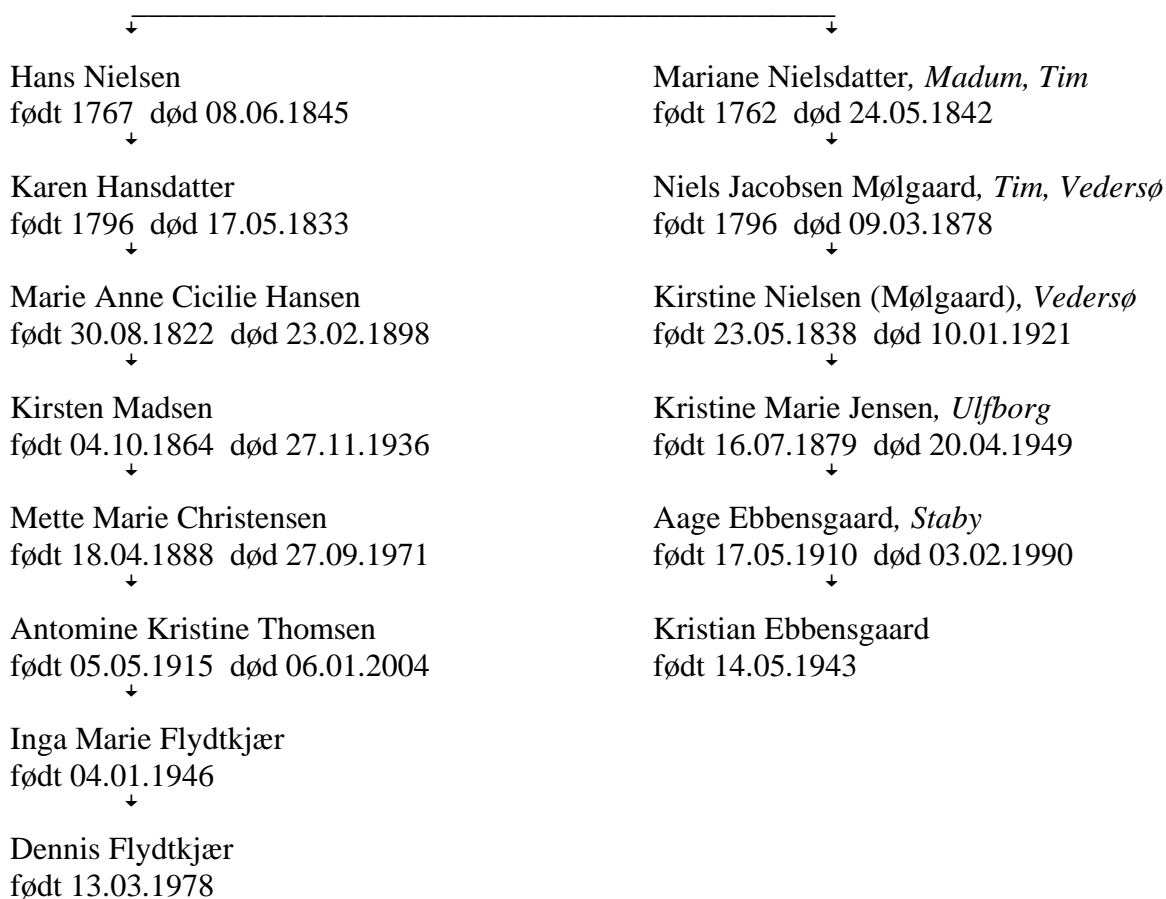 Hans Nielsen
født 1767 død 08.06.1845
Karen Hansdatter
født 1796 død 17.05.1833
Marie Anne Cicilie Hansen
født 30.08.1822 død 23.02.1898
Kirsten Madsen
født 04.10.1864 død 27.11.1936
Mette Marie Christensen
født 18.04.1888 død 27.09.1971
Antomine Kristine Thomsen
født 05.05.1915 død 06.01.2004
Inga Marie Flydtkjær
født 04.01.1946
Dennis Flydtkjær
født 13.03.1978
Mariane Nielsdatter, Madum, Tim
født 1762 død 24.05.1842
Niels Jacobsen Mølgaard, Tim, Vedersø
født 1796 død 09.03.1878
Kirstine Nielsen (Mølgaard), Vedersø
født 23.05.1838 død 10.01.1921
Kristine Marie Jensen, Ulfborg
født 16.07.1879 død 20.04.1949
Aage Ebbensgaard, Staby
født 17.05.1910 død 03.02.1990
Kristian Ebbensgaard
født 14.05.1943